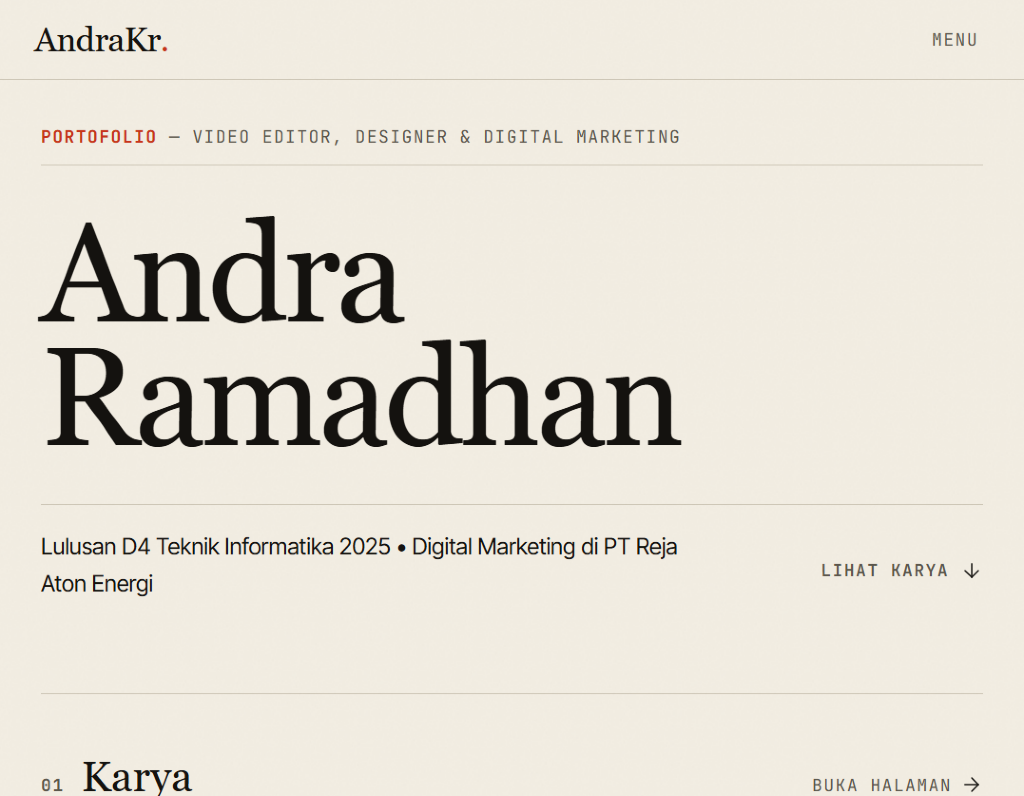 AndraKr.
MENU
PORTOFOLIO — VIDEO EDITOR, DESIGNER & DIGITAL MARKETING
Andra
Ramadhan
Lulusan D4 Teknik Informatika 2025 • Digital Marketing di PT Reja
Aton Energi
LIHAT KARYA ↓
01 Karya
BUKA HALAMAN →